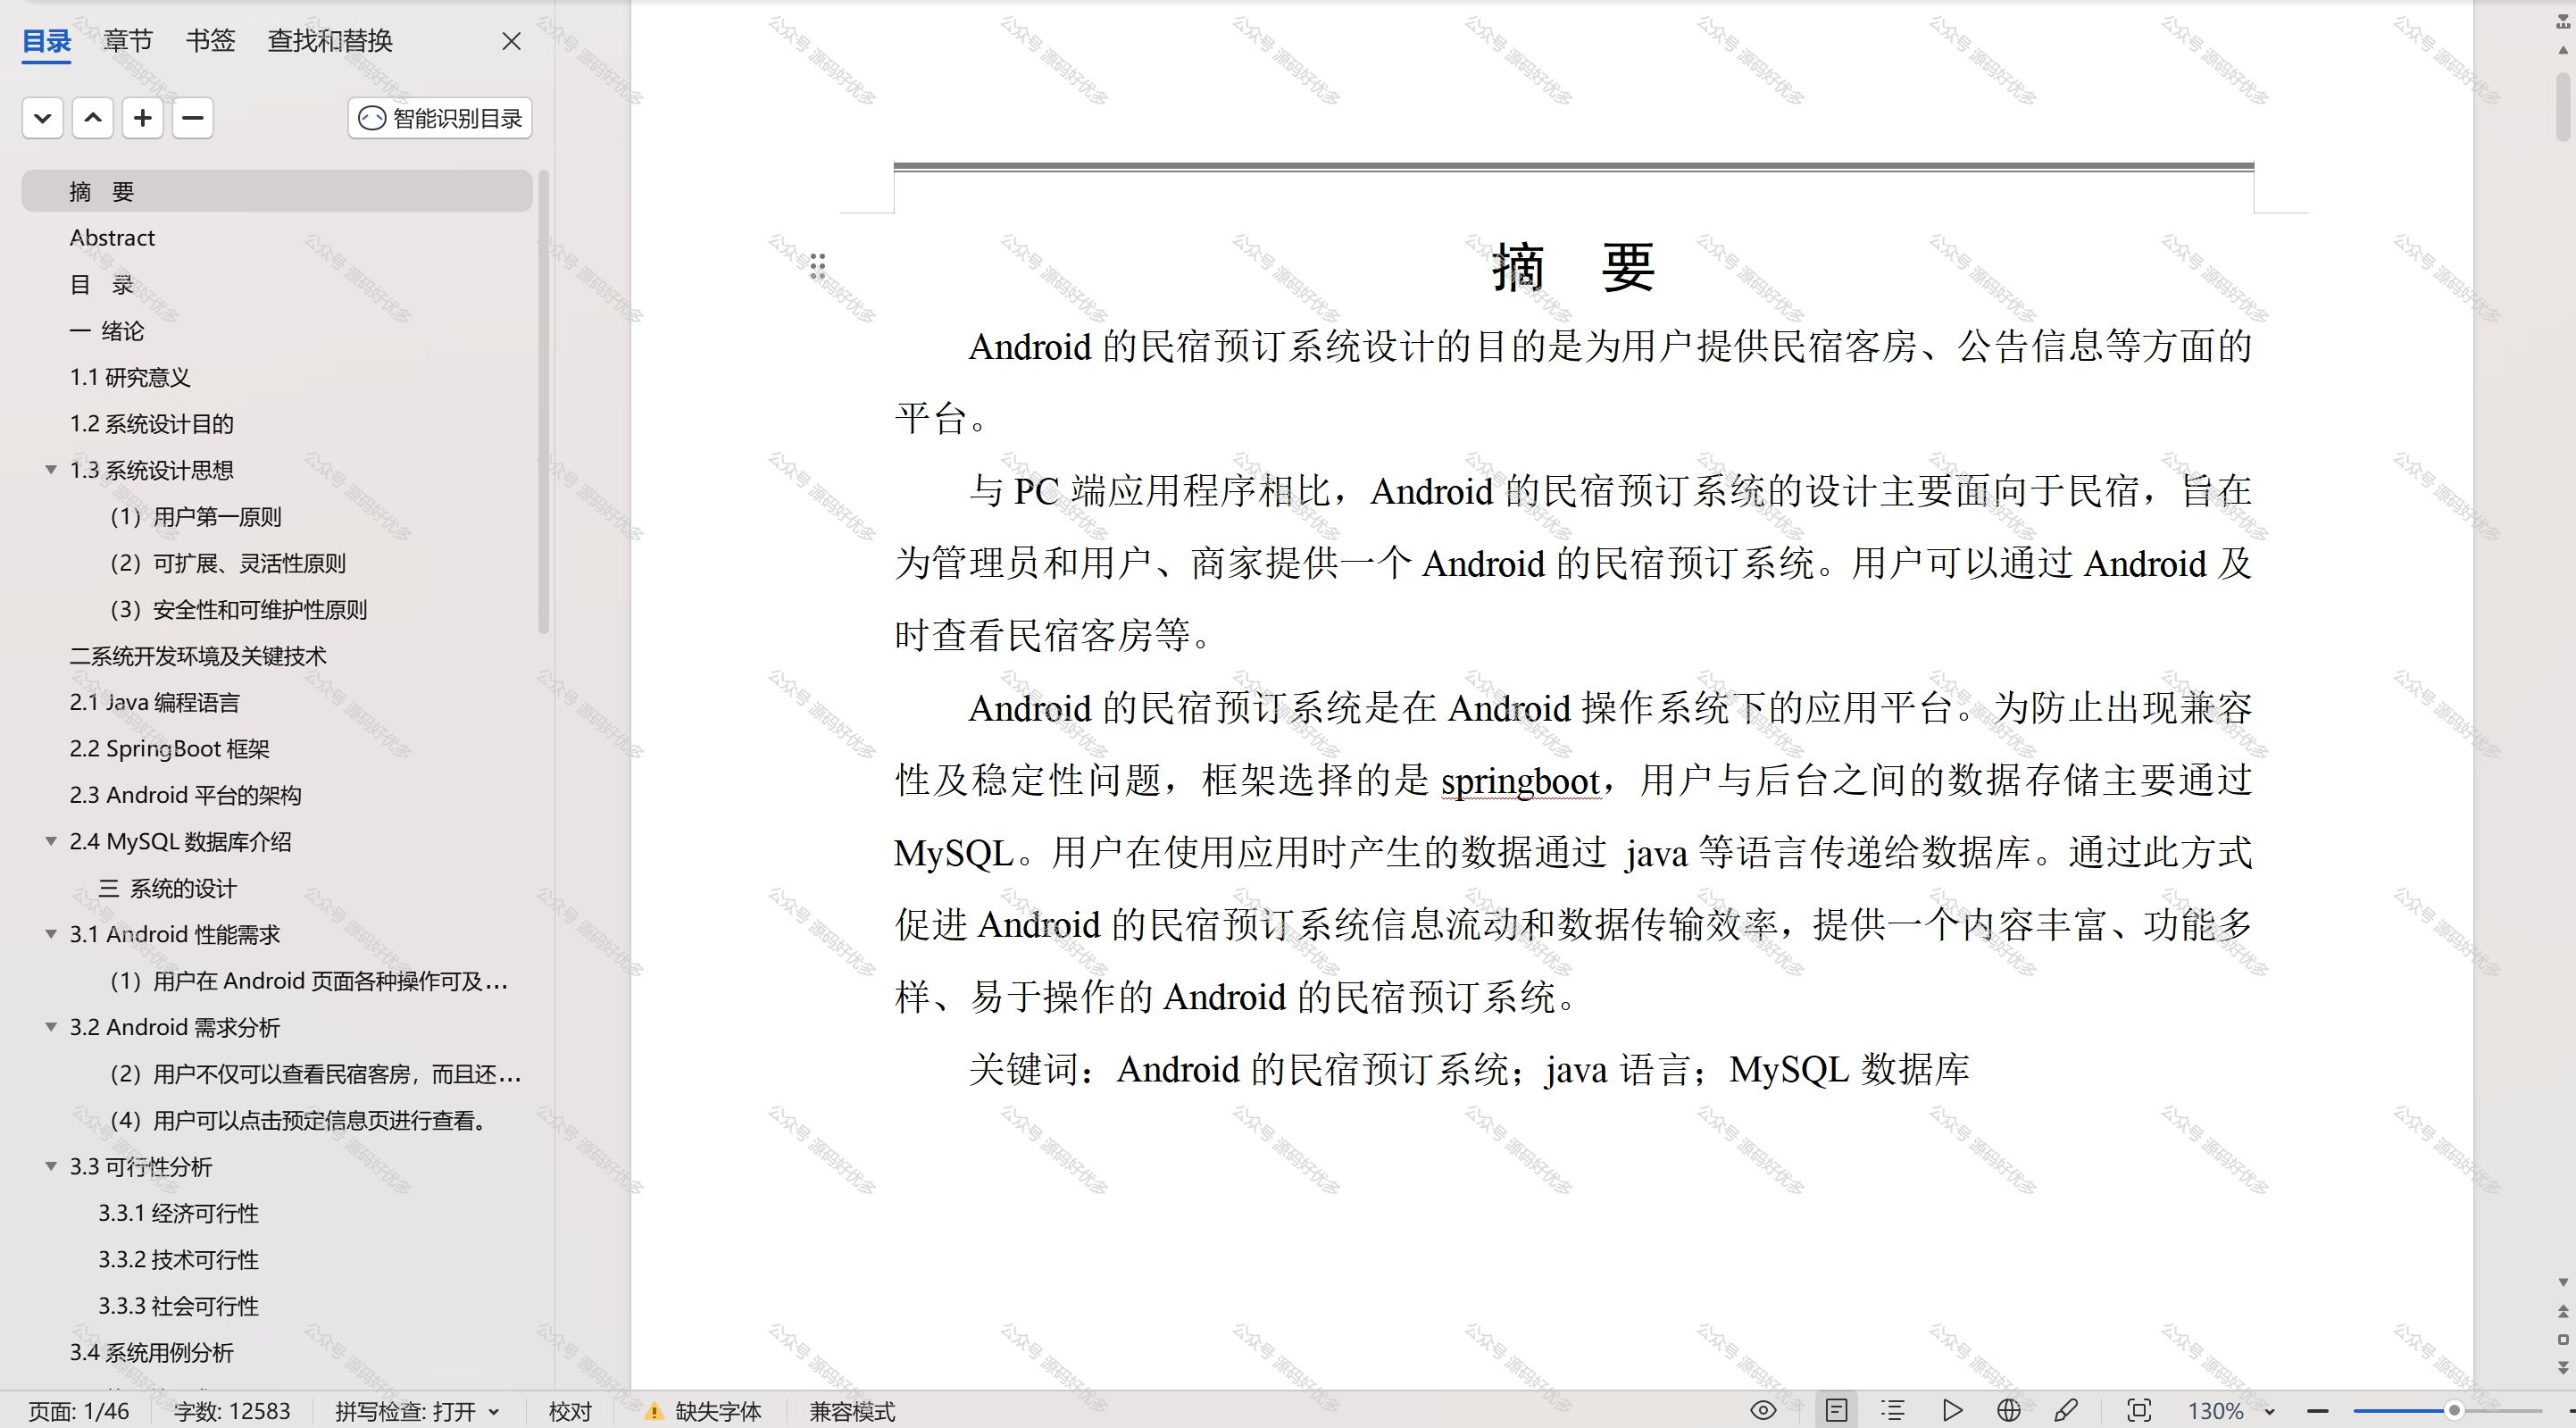 目录 章节 书签 查找和替换
智能识别目录
摘 要
Abstract
目 录
一 绪论
1.1 研究意义
1.2 系统设计目的
1.3 系统设计思想
（1）用户第一原则
（2）可扩展、灵活性原则
（3）安全性和可维护性原则
二系统开发环境及关键技术
2.1 Java 编程语言
2.2 SpringBoot 框架
2.3 Android 平台的架构
2.4 MySQL 数据库介绍
三 系统的设计
3.1 Android 性能需求
（1）用户在 Android 页面各种操作可及...
3.2 Android 需求分析
（2）用户不仅可以查看民宿客房，而且还...
（4）用户可以点击预定信息页进行查看。
3.3 可行性分析
3.3.1 经济可行性
3.3.2 技术可行性
3.3.3 社会可行性
3.4 系统用例分析
摘 要
Android 的民宿预订系统设计的目的是为用户提供民宿客房、公告信息等方面的
平台。
与 PC 端应用程序相比，Android 的民宿预订系统的设计主要面向于民宿，旨在
为管理员和用户、商家提供一个 Android 的民宿预订系统。用户可以通过 Android 及
时查看民宿客房等。
Android 的民宿预订系统是在 Android 操作系统下的应用平台。为防止出现兼容
性及稳定性问题，框架选择的是 springboot，用户与后台之间的数据存储主要通过
MySQL。用户在使用应用时产生的数据通过 java 等语言传递给数据库。通过此方式
促进 Android 的民宿预订系统信息流动和数据传输效率，提供一个内容丰富、功能多
样、易于操作的 Android 的民宿预订系统。
关键词：Android 的民宿预订系统；java 语言；MySQL 数据库
页面: 1/46 字数: 12583 拼写检查: 打开 校对 缺失字体 兼容模式 130%
公众号 源码好优多